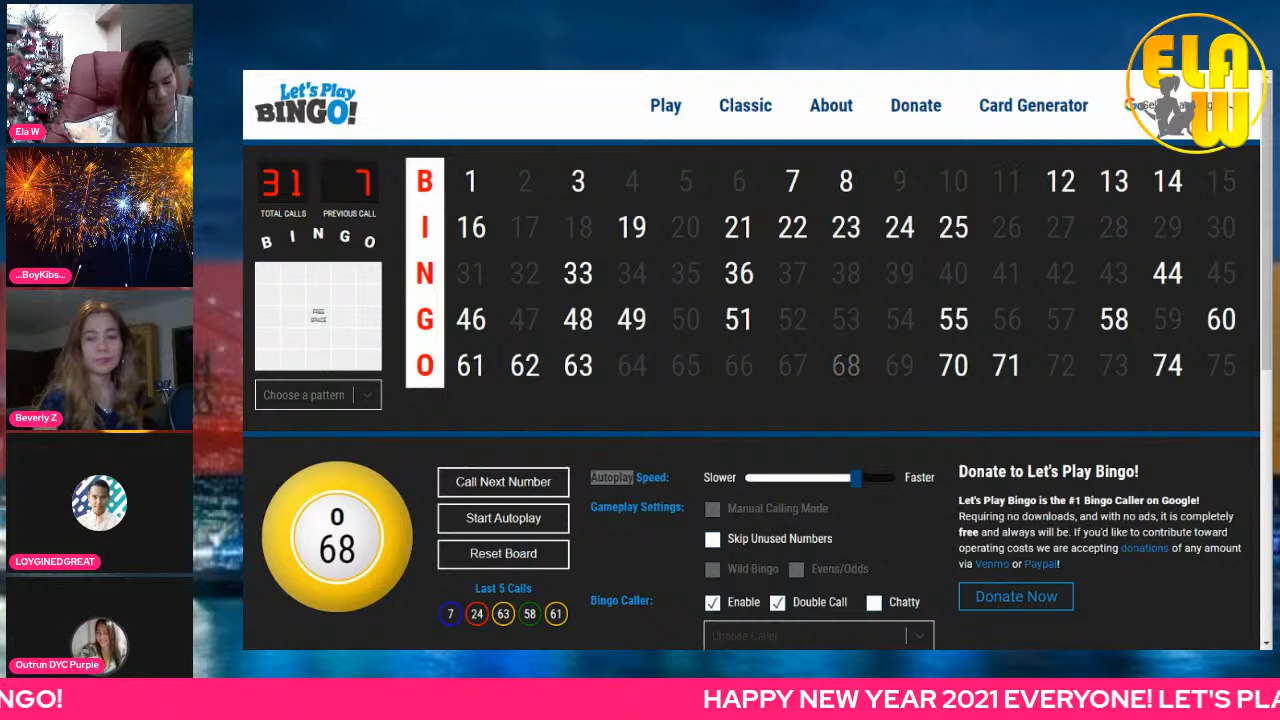 Ela W
...BoyKibs...
Beverly Z
LOYGINEDGREAT
Outrun DYC Purple
ELA
W
Let's Play
BINGO!
Play Classic About Donate Card Generator
31 7
TOTAL CALLS PREVIOUS CALL
B I N G O
FREE
SPACE
Choose a pattern
B 1 2 3 4 5 6 7 8 9 10 11 12 13 14 15
I 16 17 18 19 20 21 22 23 24 25 26 27 28 29 30
N 31 32 33 34 35 36 37 38 39 40 41 42 43 44 45
G 46 47 48 49 50 51 52 53 54 55 56 57 58 59 60
O 61 62 63 64 65 66 67 68 69 70 71 72 73 74 75
O
68
Call Next Number
Start Autoplay
Reset Board
Last 5 Calls
7 24 63 58 61
Autoplay Speed: Slower Faster
Gameplay Settings: Manual Calling Mode
Skip Unused Numbers
Wild Bingo Evens/Odds
Bingo Caller: Enable Double Call Chatty
Choose Caller
Donate to Let's Play Bingo!
Let's Play Bingo is the #1 Bingo Caller on Google!
Requiring no downloads, and with no ads, it is completely
free and always will be. If you'd like to contribute toward
operating costs we are accepting donations of any amount
via Venmo or Paypal!
Donate Now
NGO! HAPPY NEW YEAR 2021 EVERYONE! LET'S PLA